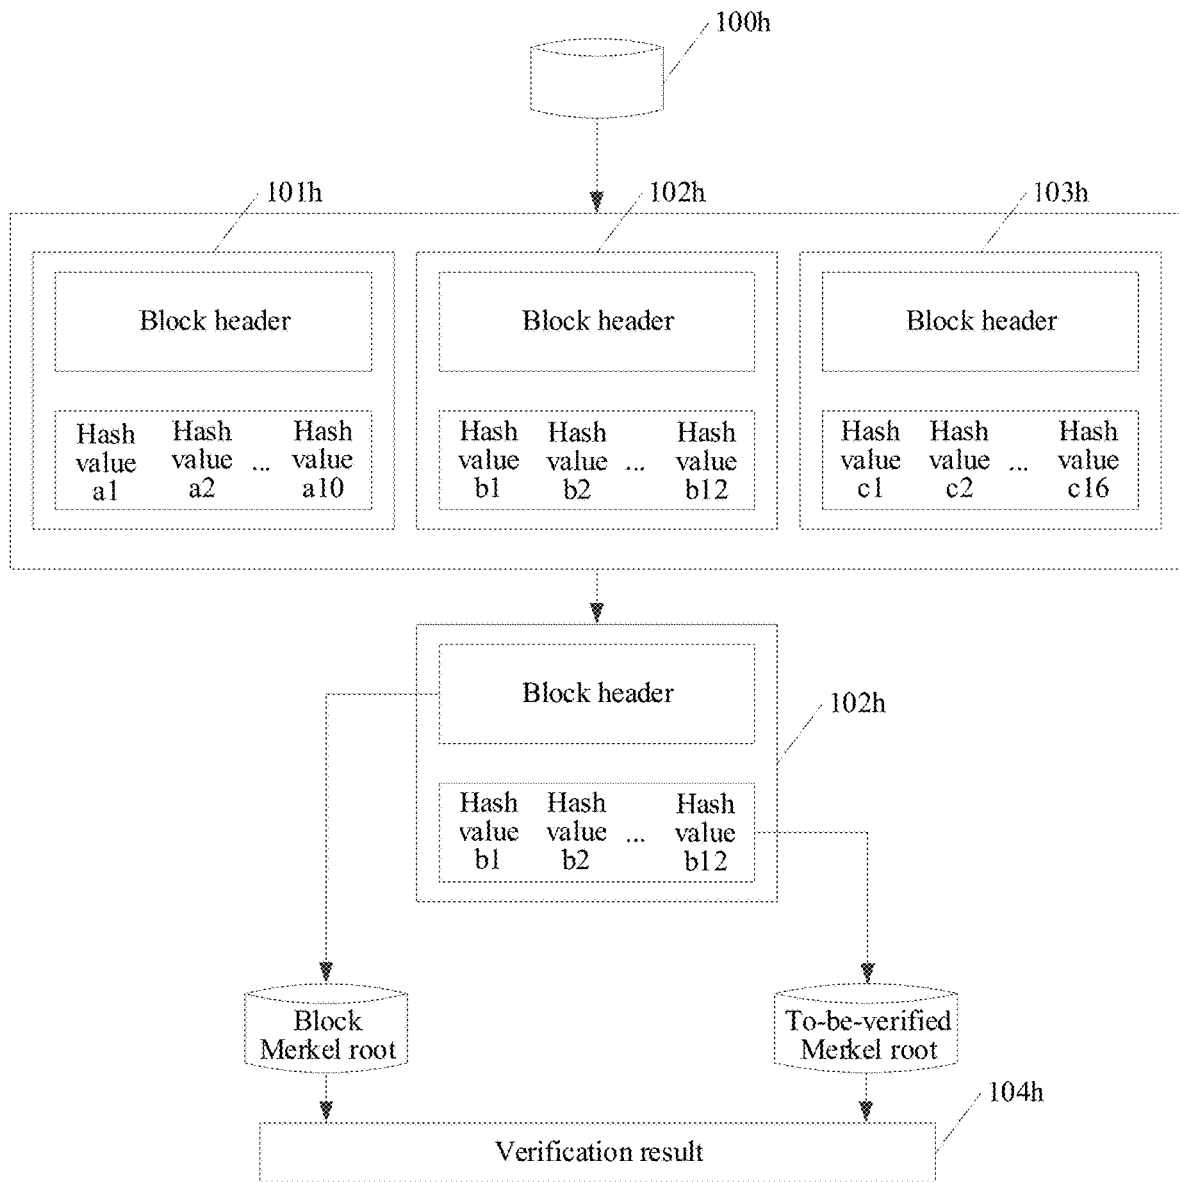 100h
101h
102h
103h
Block header
Block header
Block header
Hash value a1
Hash value a2
...
Hash value a10
Hash value b1
Hash value b2
...
Hash value b12
Hash value c1
Hash value c2
...
Hash value c16
Block header
102h
Hash value b1
Hash value b2
...
Hash value b12
Block
Merkel root
To-be-verified
Merkel root
104h
Verification result